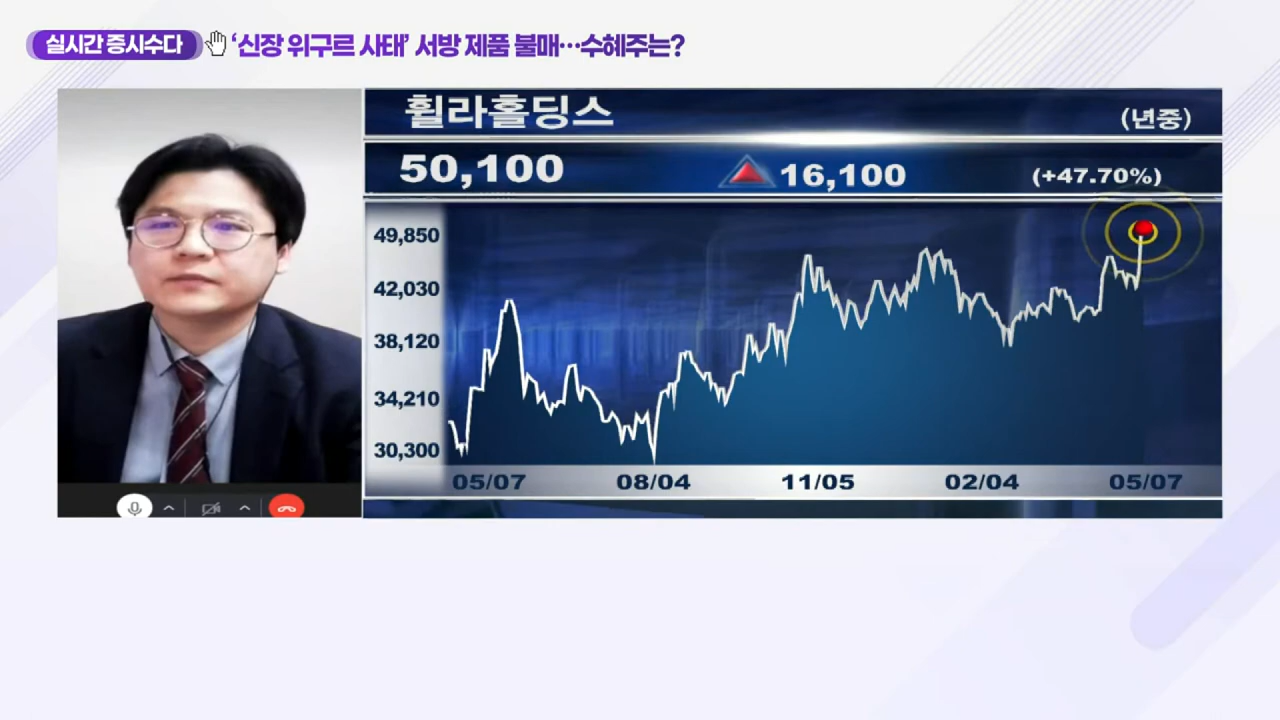 실시간 증시수다 ‘신장 위구르 사태’ 서방 제품 불매…수혜주는?
휠라홀딩스 (년중)
50,100 ▲ 16,100 (+47.70%)
49,850
42,030
38,120
34,210
30,300
05/07 08/04 11/05 02/04 05/07